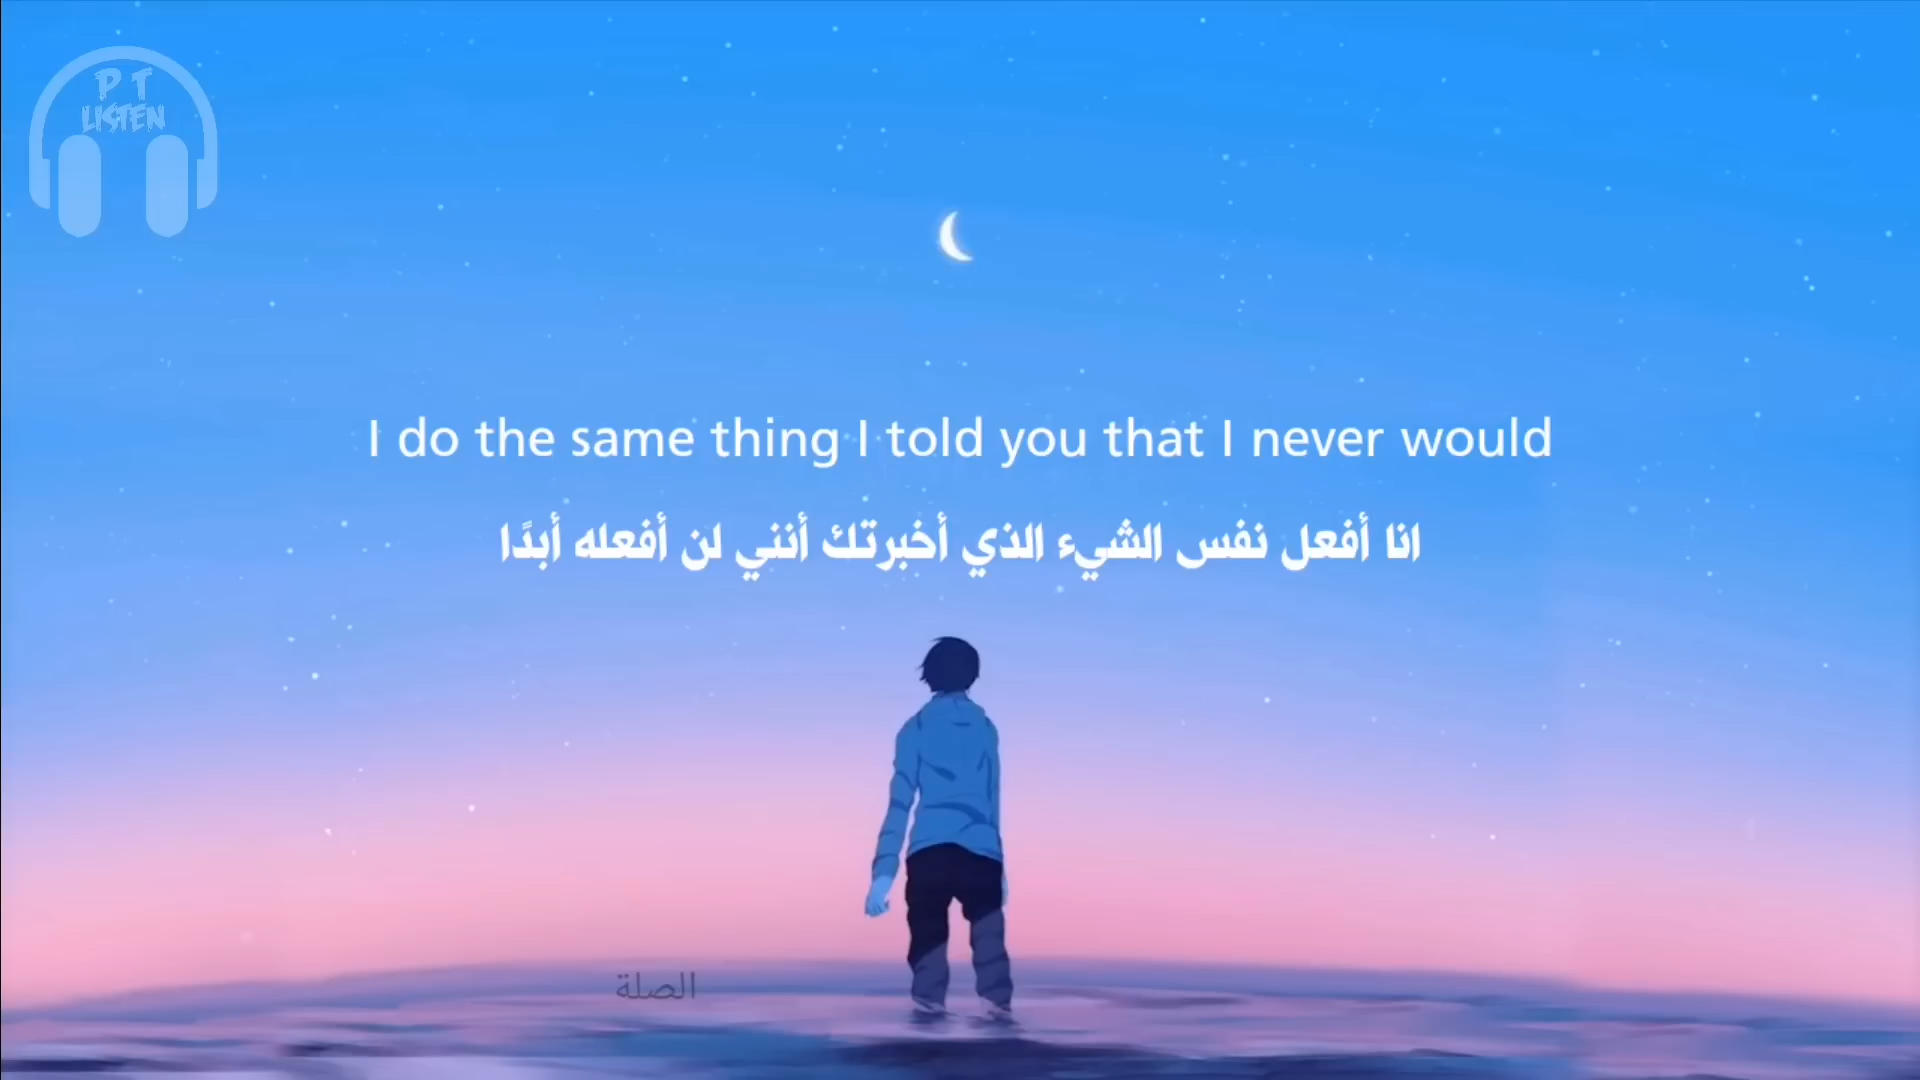 P T
LISTEN
I do the same thing I told you that I never would
انا أفعل نفس الشيء الذي أخبرتك أنني لن أفعله أبدًا
الصلة